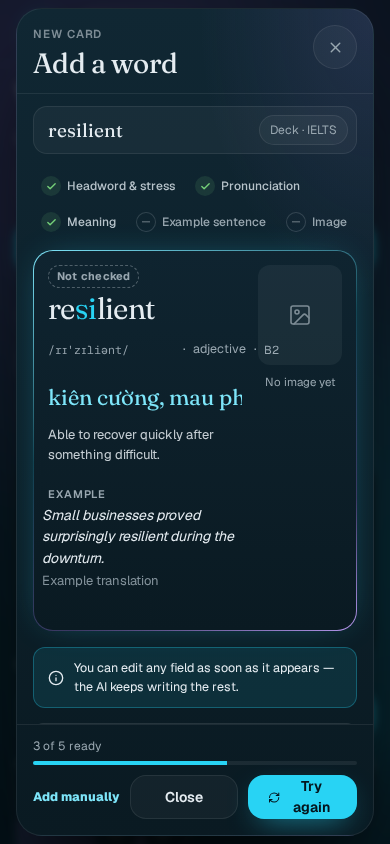 NEW CARD
Add a word
resilient
Deck · IELTS
Headword & stress
Pronunciation
Meaning
Example sentence
Image
Not checked
resilient
/rɪˈzɪliənt/ · adjective · B2
No image yet
kiên cường, mau ph
Able to recover quickly after
something difficult.
EXAMPLE
Small businesses proved
surprisingly resilient during the
downturn.
Example translation
You can edit any field as soon as it appears —
the AI keeps writing the rest.
3 of 5 ready
Add manually
Close
Try
again